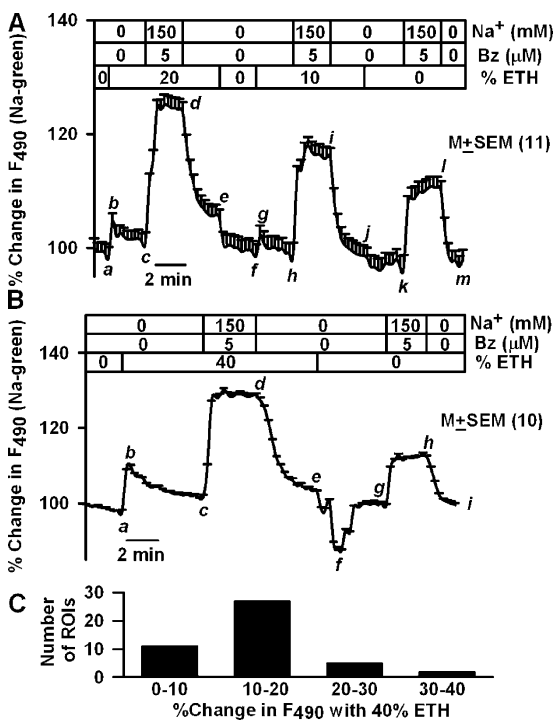 A
0 150 0 150 0 150 0 Na+ (mM)
0 5 0 5 0 5 0 Bz (μM)
0 20 0 10 0 % ETH
% Change in F490 (Na-green)
140
120
100
M±SEM (11)
a b c d e f g h i j k l m
2 min
B
0 150 0 150 0 Na+ (mM)
0 5 0 5 0 Bz (μM)
0 40 0 % ETH
% Change in F490 (Na-green)
140
120
100
M±SEM (10)
a b c d e f g h i
2 min
C
Number
of ROIs
30
20
10
0
0-10 10-20 20-30 30-40
%Change in F490 with 40% ETH